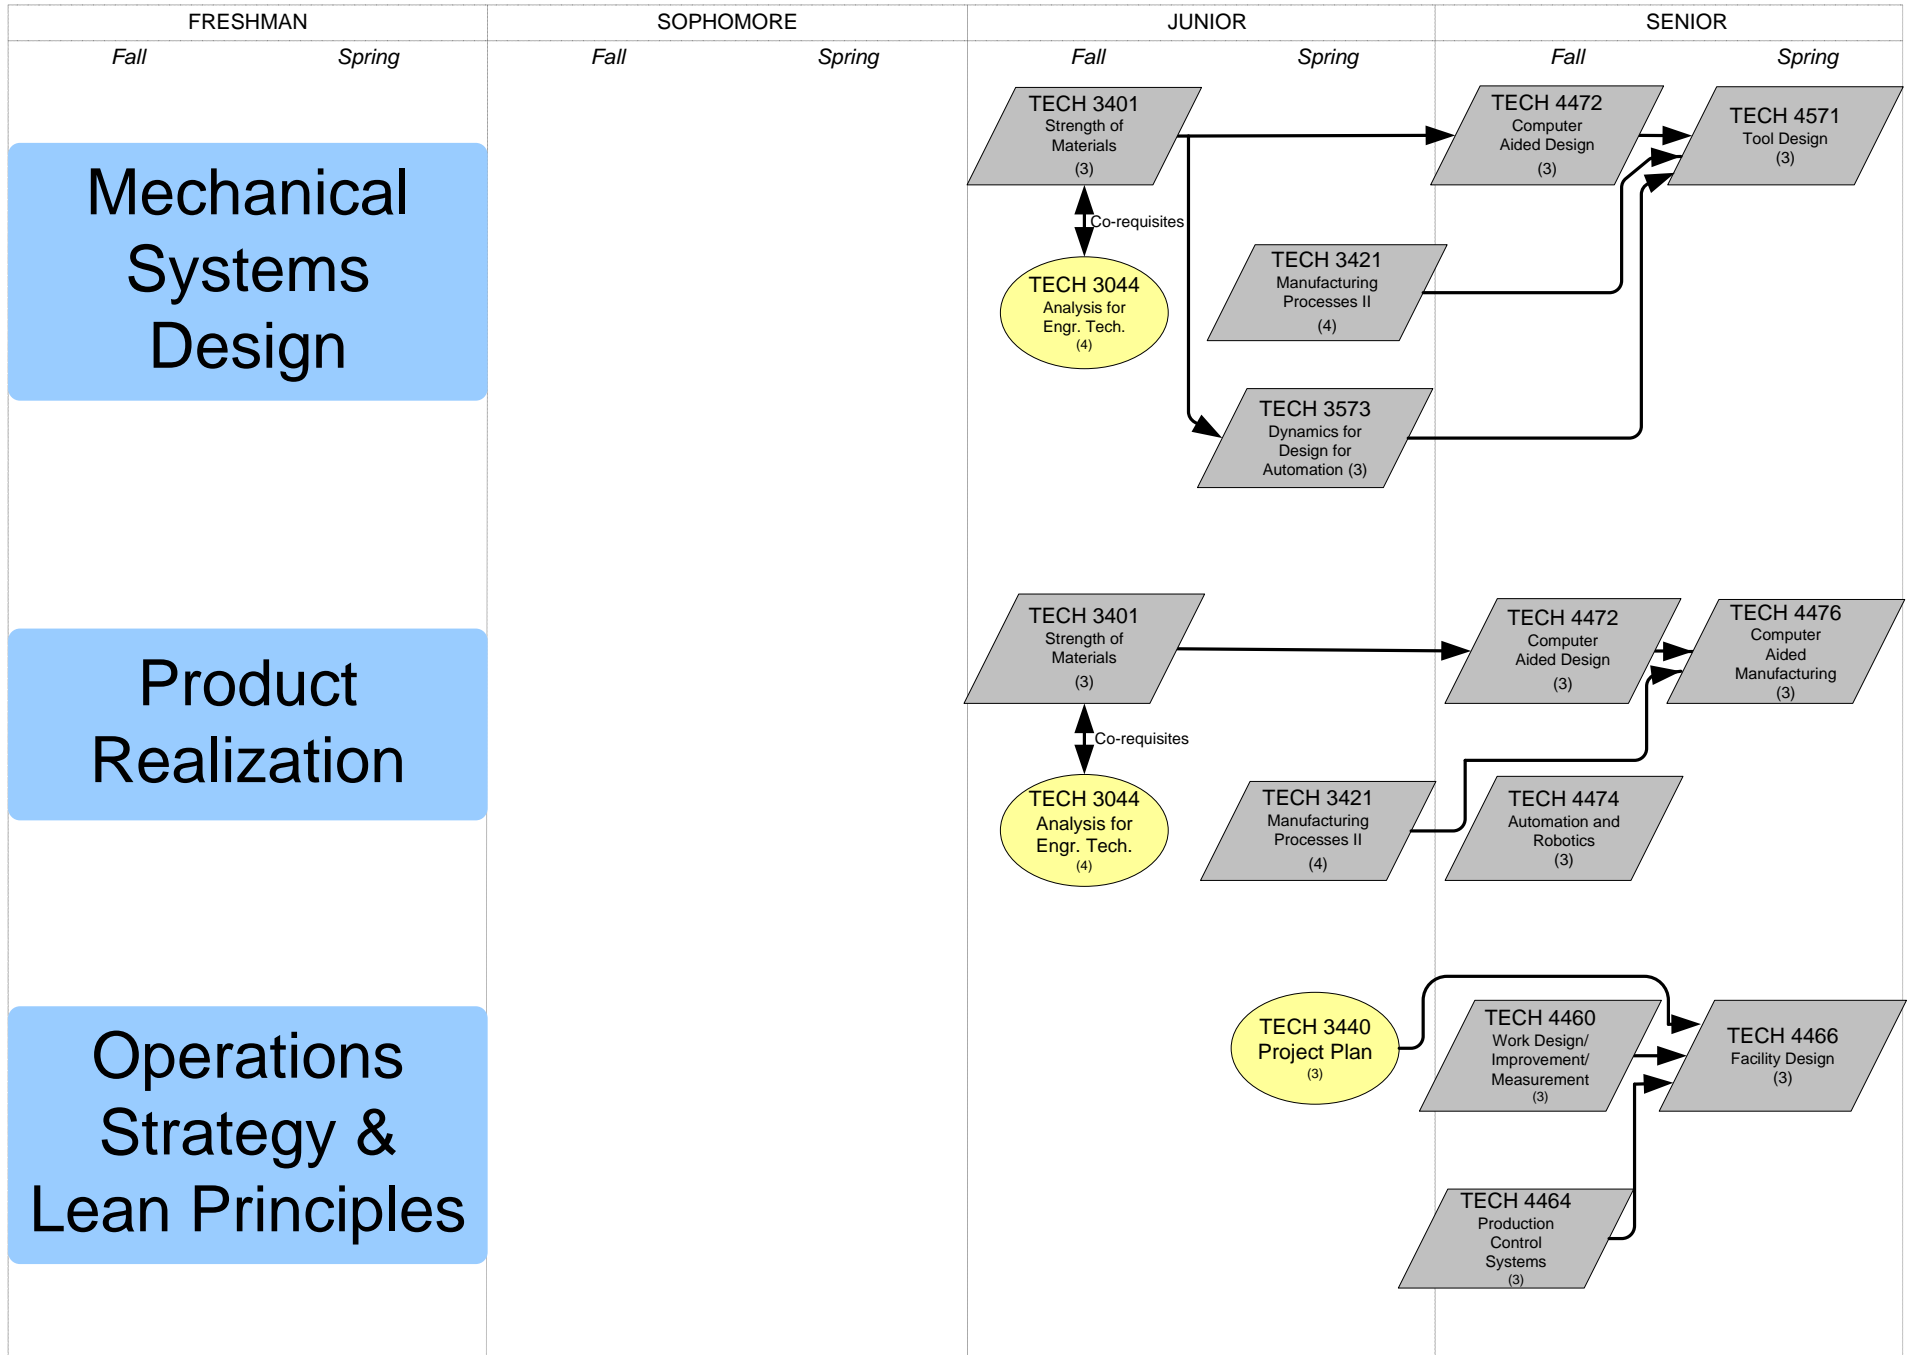 FRESHMAN
SOPHOMORE
JUNIOR
SENIOR
Fall
Spring
Fall
Spring
Fall
Spring
Fall
Spring
Mechanical
Systems
Design
TECH 3401
Strength of
Materials
(3)
Co-requisites
TECH 3044
Analysis for
Engr. Tech.
(4)
TECH 3421
Manufacturing
Processes II
(4)
TECH 3573
Dynamics for
Design for
Automation (3)
TECH 4472
Computer
Aided Design
(3)
TECH 4571
Tool Design
(3)
Product
Realization
TECH 3401
Strength of
Materials
(3)
Co-requisites
TECH 3044
Analysis for
Engr. Tech.
(4)
TECH 3421
Manufacturing
Processes II
(4)
TECH 4472
Computer
Aided Design
(3)
TECH 4474
Automation and
Robotics
(3)
TECH 4476
Computer
Aided
Manufacturing
(3)
Operations
Strategy &
Lean Principles
TECH 3440
Project Plan
(3)
TECH 4460
Work Design/
Improvement/
Measurement
(3)
TECH 4464
Production
Control
Systems
(3)
TECH 4466
Facility Design
(3)